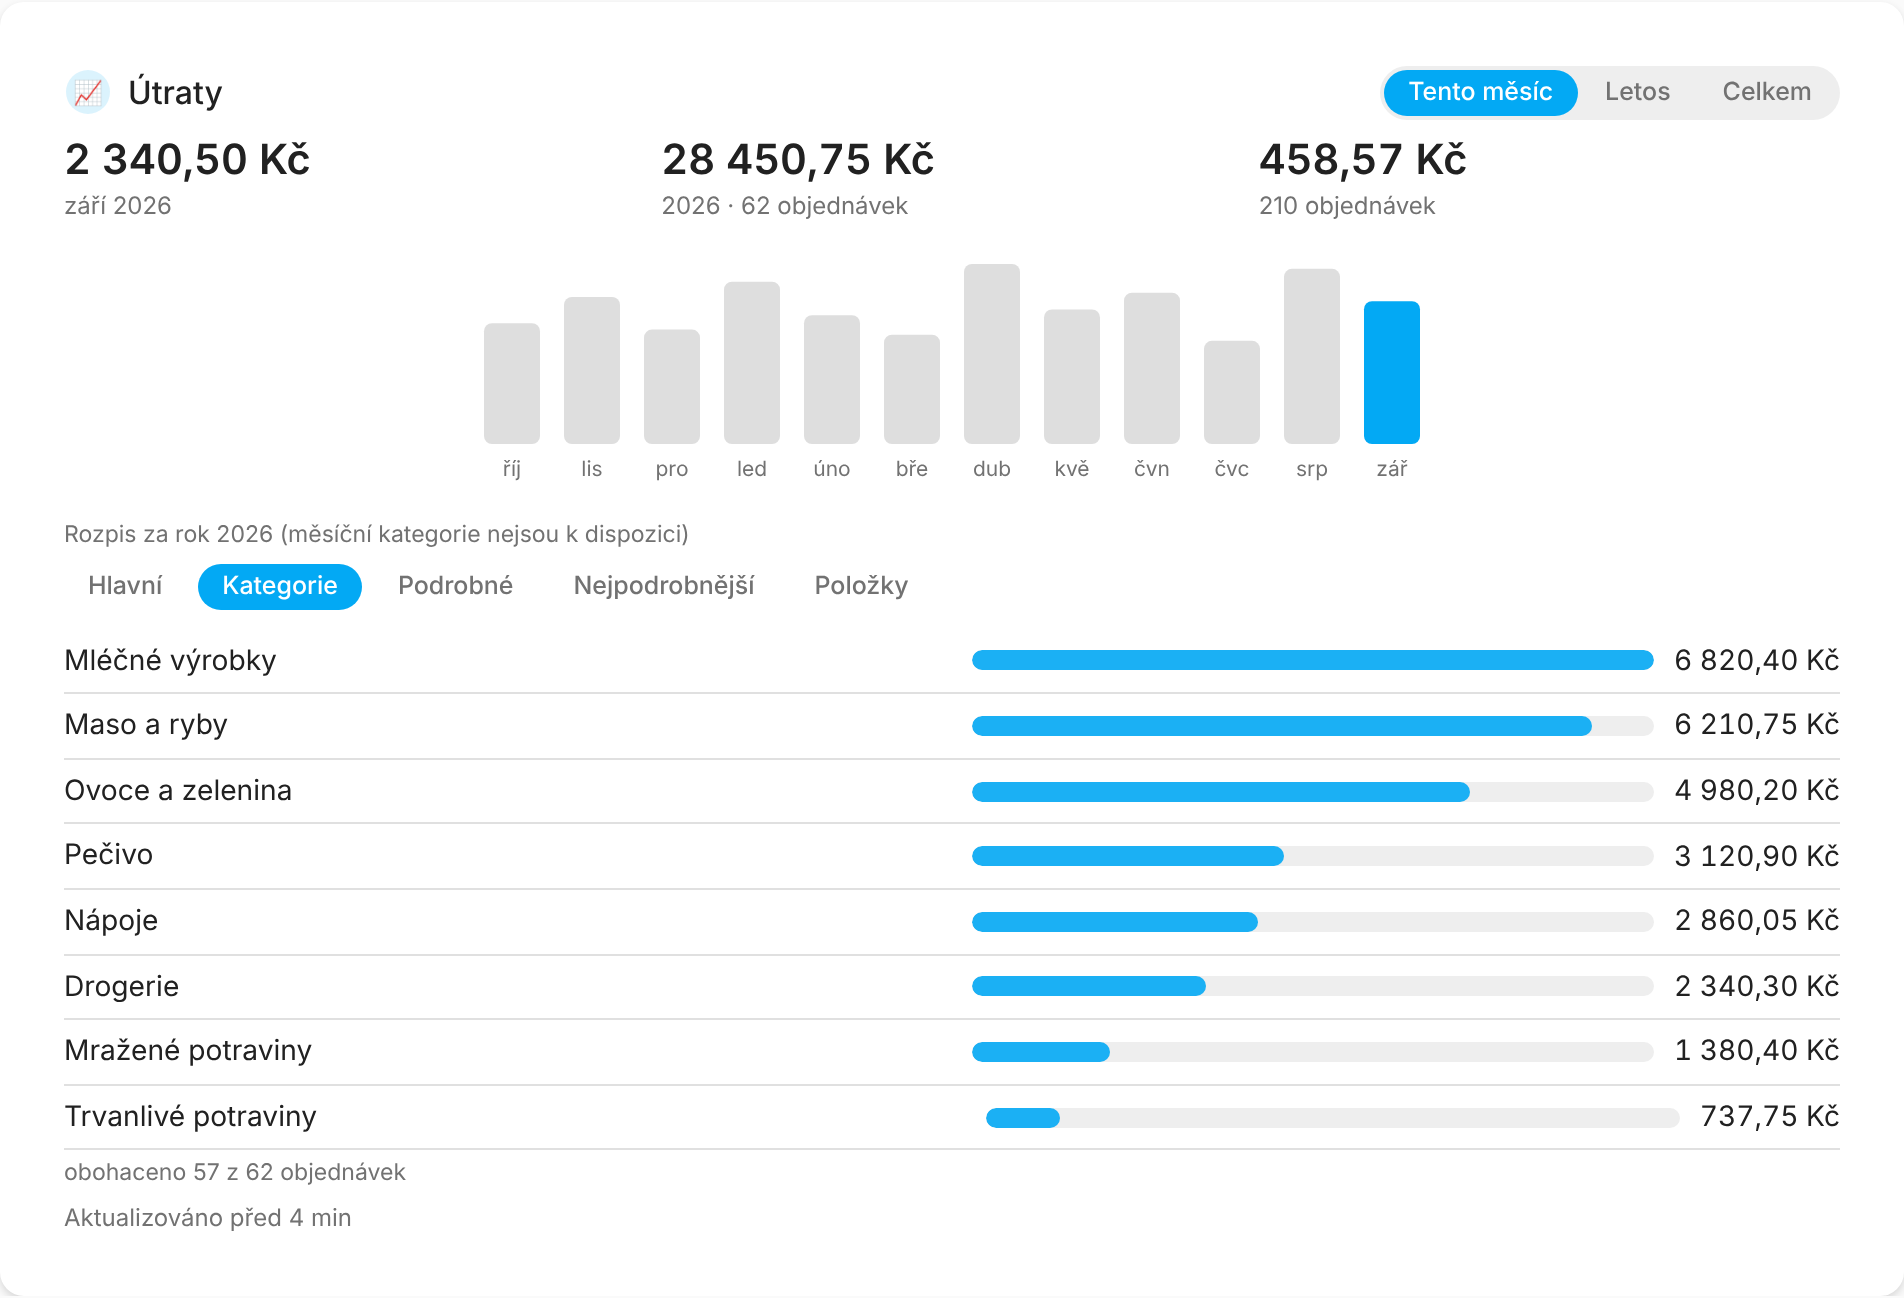 Útraty
Tento měsíc Letos Celkem
2 340,50 Kč 28 450,75 Kč 458,57 Kč
září 2026 2026 · 62 objednávek 210 objednávek
říj lis pro led úno bře dub kvě čvn čvc srp zář
Rozpis za rok 2026 (měsíční kategorie nejsou k dispozici)
Hlavní Kategorie Podrobné Nejpodrobnější Položky
Mléčné výrobky 6 820,40 Kč
Maso a ryby 6 210,75 Kč
Ovoce a zelenina 4 980,20 Kč
Pečivo 3 120,90 Kč
Nápoje 2 860,05 Kč
Drogerie 2 340,30 Kč
Mražené potraviny 1 380,40 Kč
Trvanlivé potraviny 737,75 Kč
obohaceno 57 z 62 objednávek
Aktualizováno před 4 min